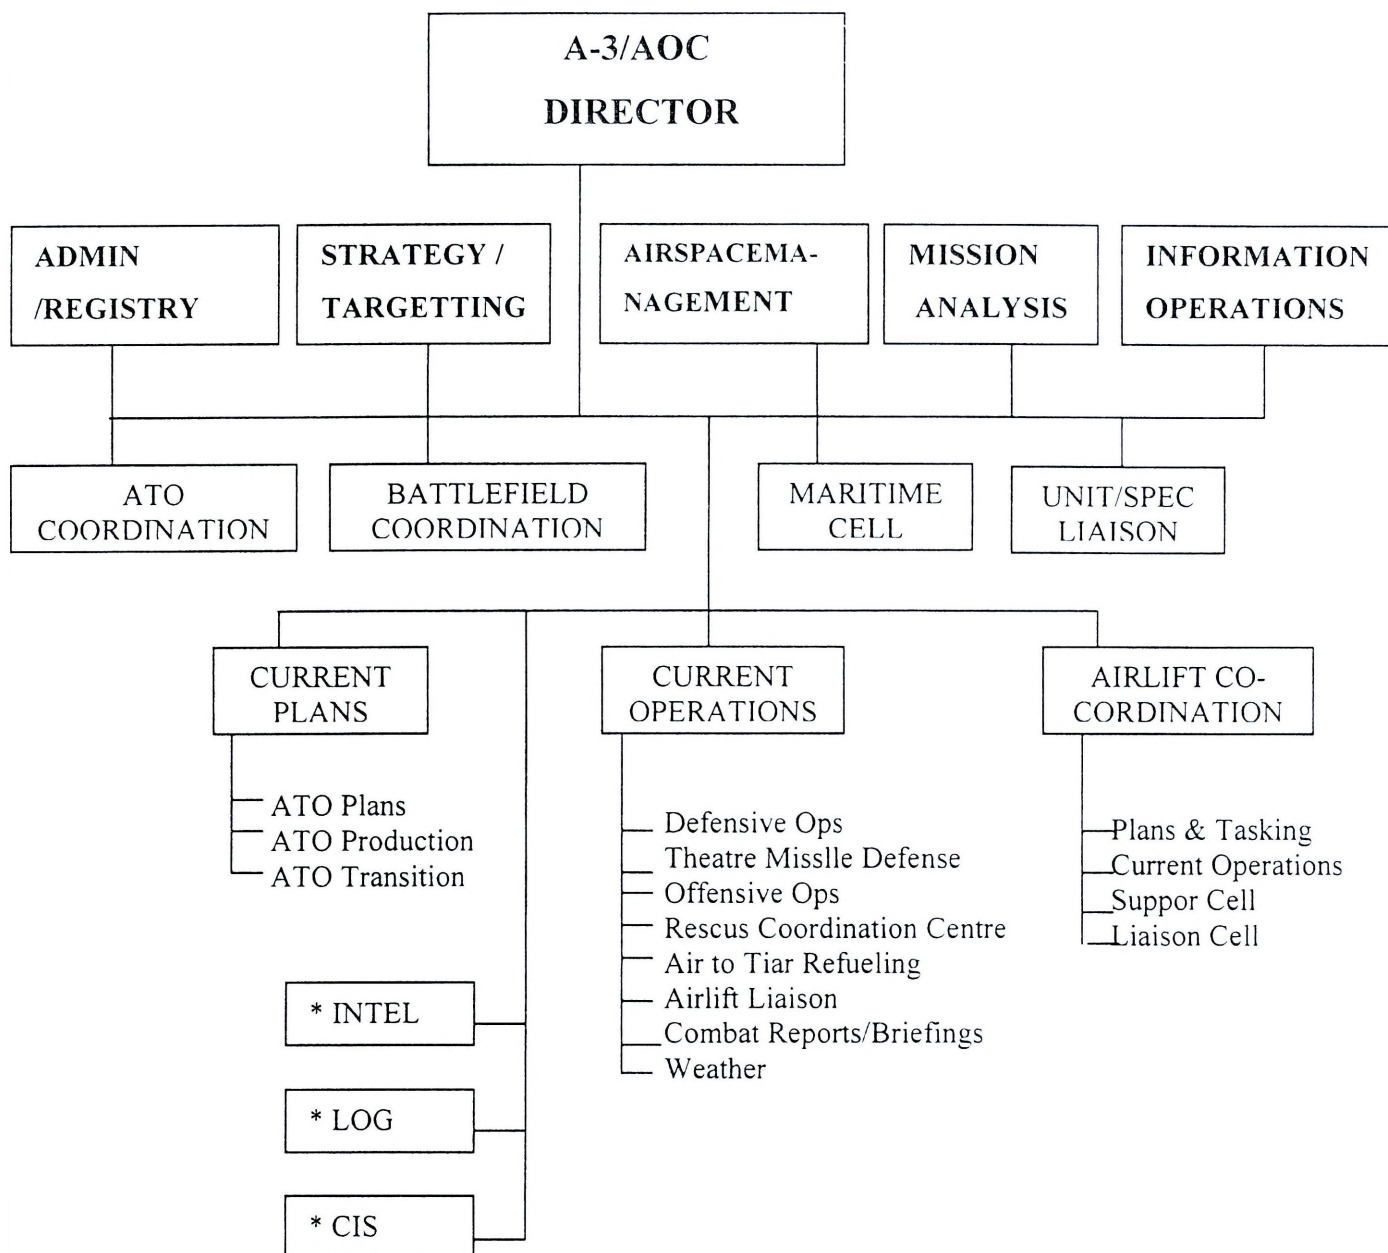 A-3/AOC
DIRECTOR
ADMIN
/REGISTRY
STRATEGY /
TARGETTING
AIRSPACEMA-
NAGEMENT
MISSION
ANALYSIS
INFORMATION
OPERATIONS
ATO
COORDINATION
BATTLEFIELD
COORDINATION
MARITIME
CELL
UNIT/SPEC
LIAISON
CURRENT
PLANS
CURRENT
OPERATIONS
AIRLIFT CO-
CORDINATION
ATO Plans
ATO Production
ATO Transition
Defensive Ops
Theatre Misslle Defense
Offensive Ops
Rescus Coordination Centre
Air to Tiar Refueling
Airlift Liaison
Combat Reports/Briefings
Weather
Plans & Tasking
Current Operations
Suppor Cell
Liaison Cell
* INTEL
* LOG
* CIS